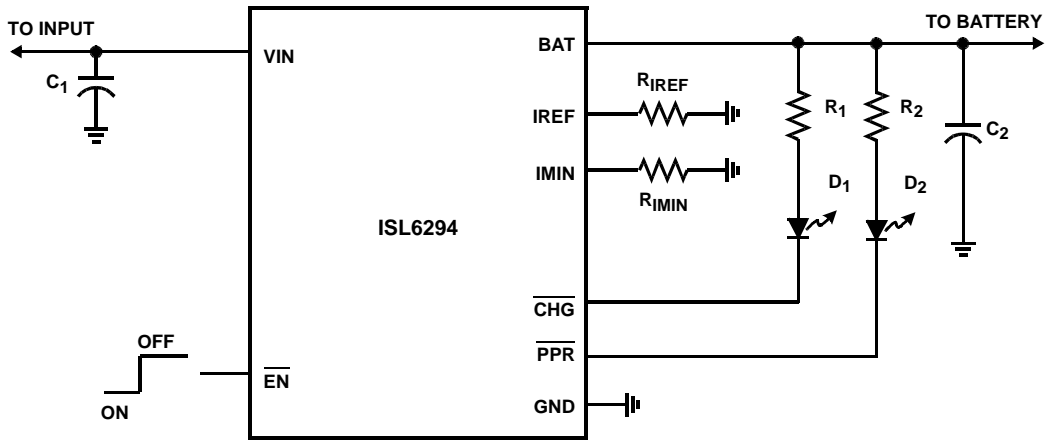 TO INPUT
TO BATTERY
VIN
BAT
C1
RIREF
IREF
R1
R2
C2
IMIN
RIMIN
D1
D2
ISL6294
CHG
OFF
PPR
EN
ON
GND